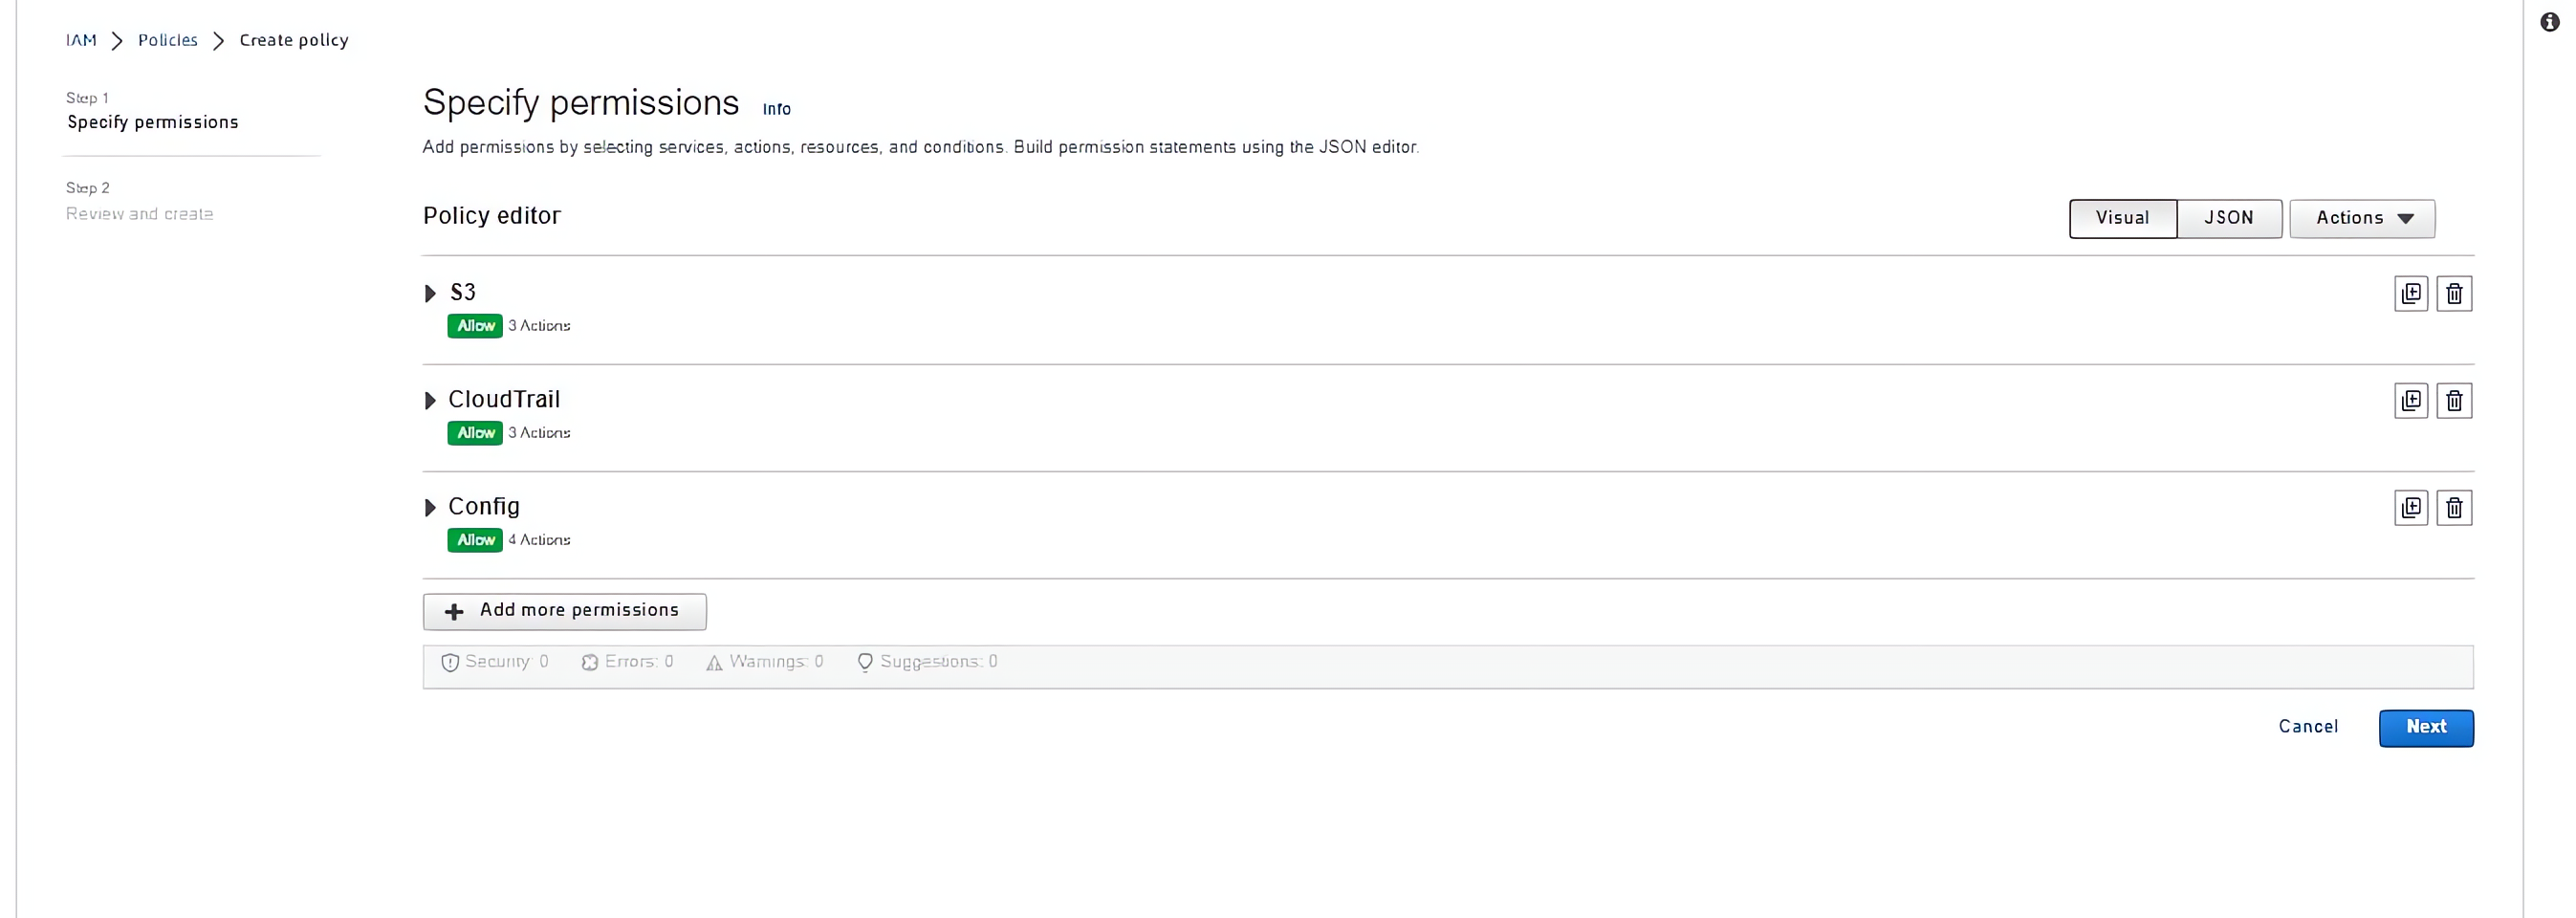 IAM > Policies > Create policy
Step 1
Specify permissions
Step 2
Review and create
Specify permissions Info
Add permissions by selecting services, actions, resources, and conditions. Build permission statements using the JSON editor.
Policy editor
Visual JSON Actions
S3
Allow 3 Actions
CloudTrail
Allow 3 Actions
Config
Allow 4 Actions
Add more permissions
Security: 0 Errors: 0 Warnings: 0 Suggestions: 0
Cancel Next